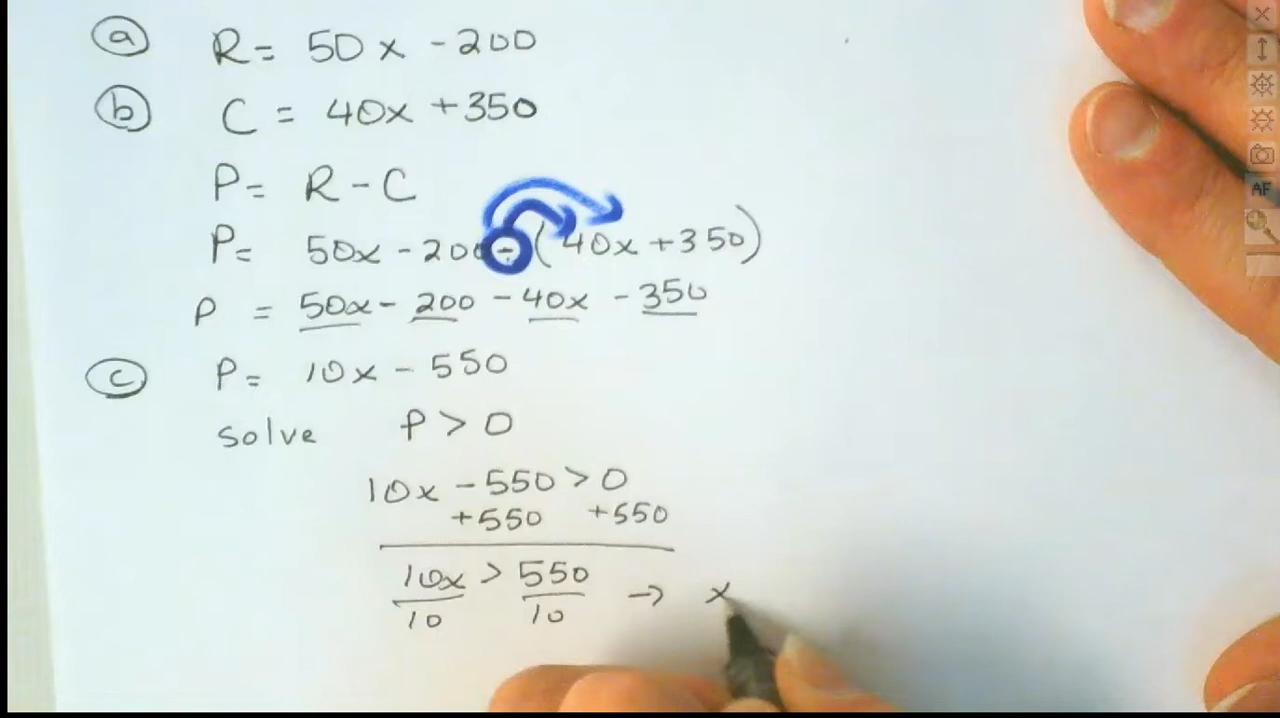 ⓐ R = 50x - 200
ⓑ C = 40x + 350
P = R - C
P = 50x - 200 - (40x + 350)
P = 50x - 200 - 40x - 350
ⓒ P = 10x - 550
solve P > 0
10x - 550 > 0
+550 +550
10x > 550 → x
10 10
AF